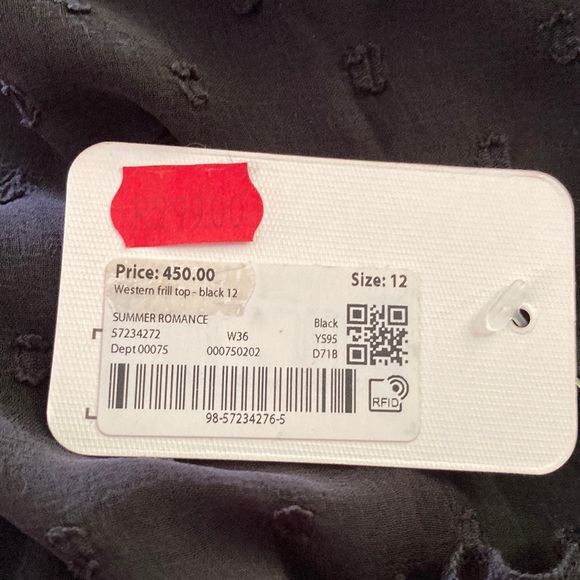 Price: 450.00 Size: 12
Western frill top - black 12
SUMMER ROMANCE Black
57234272 W36 YS95
Dept 00075 000750202 D71B
RFID
98-57234276-5